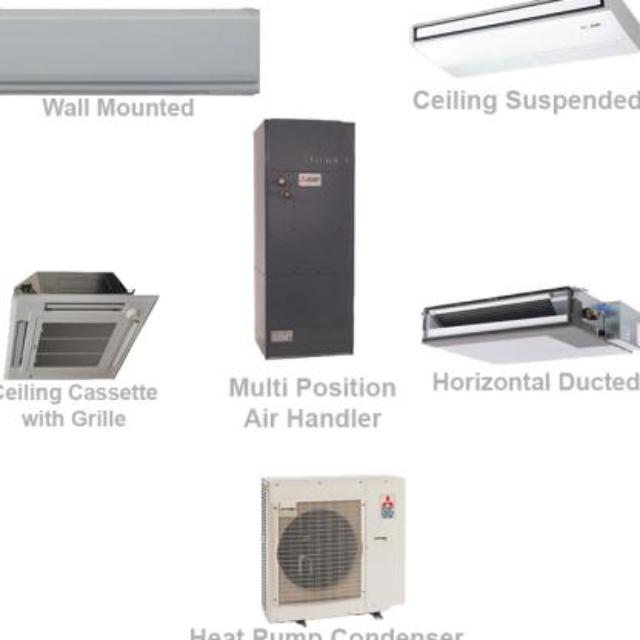 Wall Mounted
Ceiling Suspended
Ceiling Cassette
with Grille
Multi Position
Air Handler
Horizontal Ducted
Heat Pump Condenser